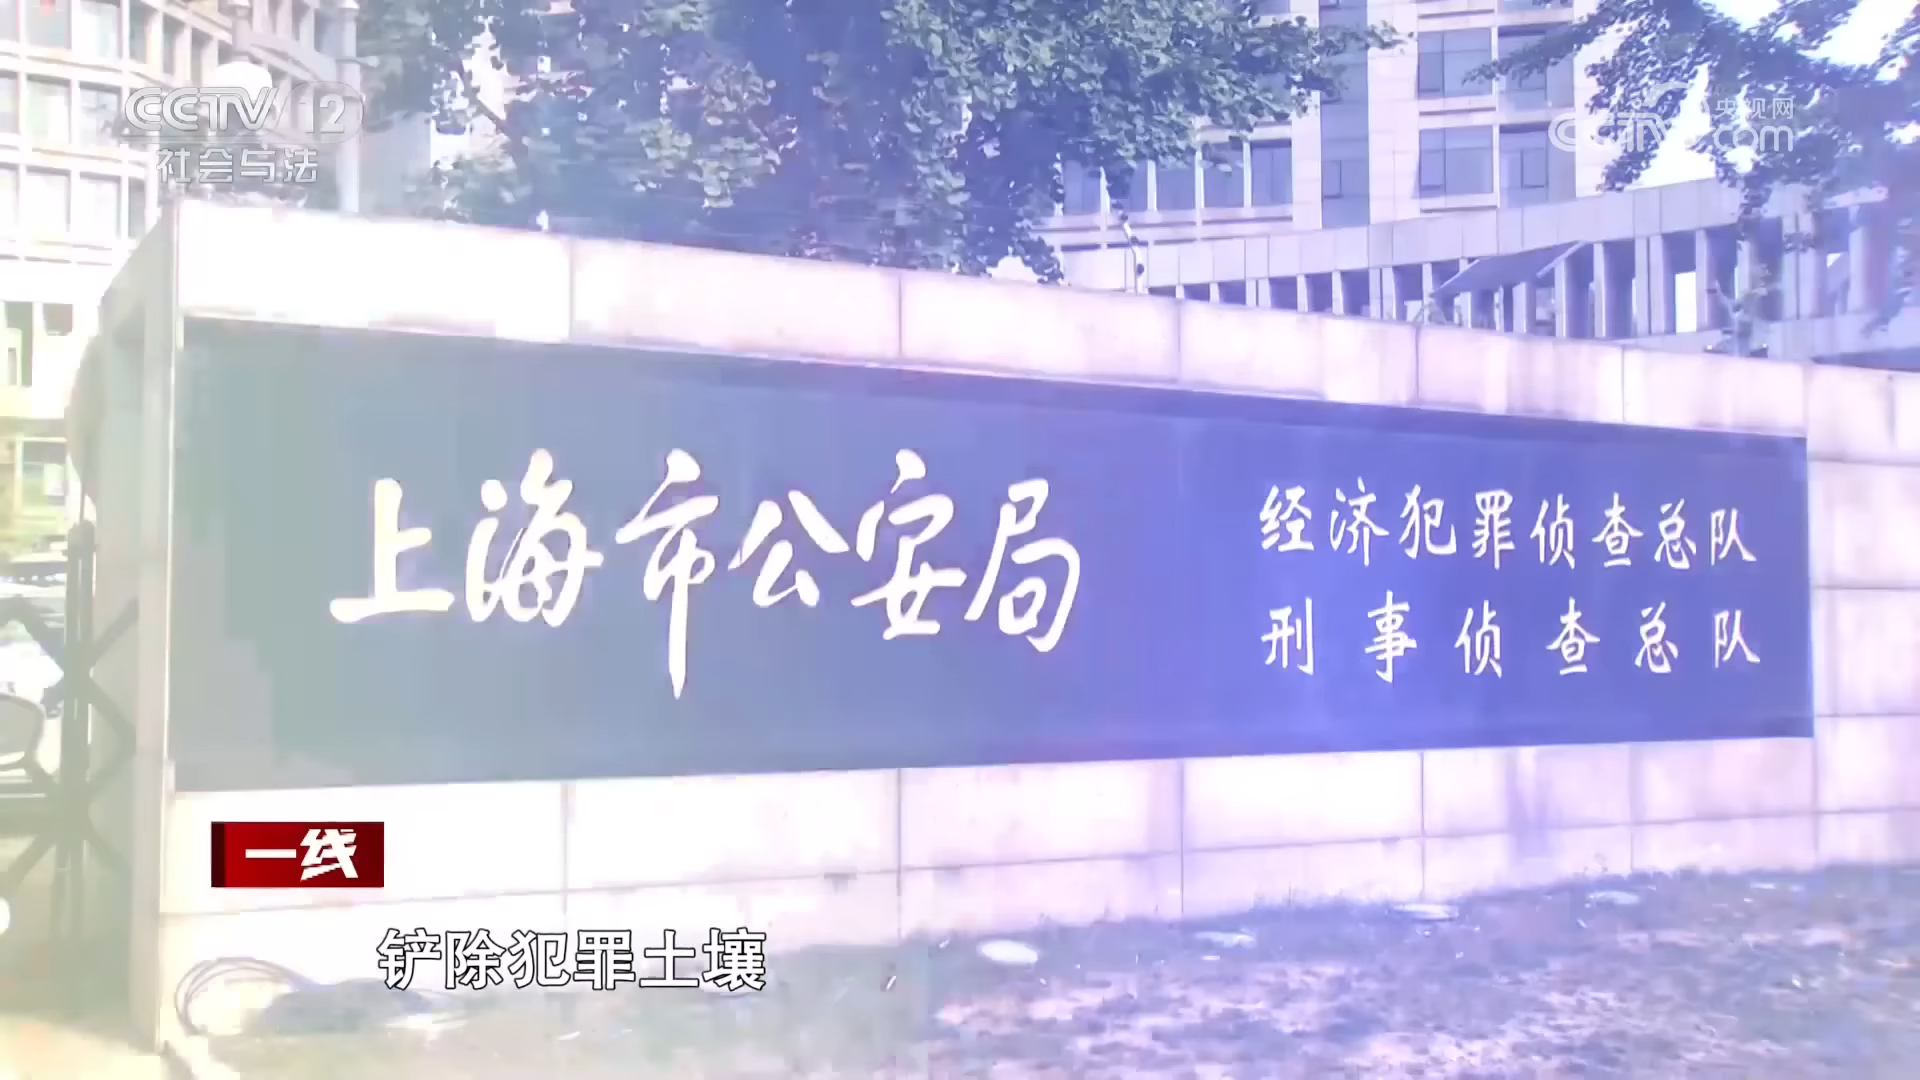 CCTV 12
社会与法
央视网
CCTV.com
上海市公安局
经济犯罪侦查总队
刑事侦查总队
一线
铲除犯罪土壤